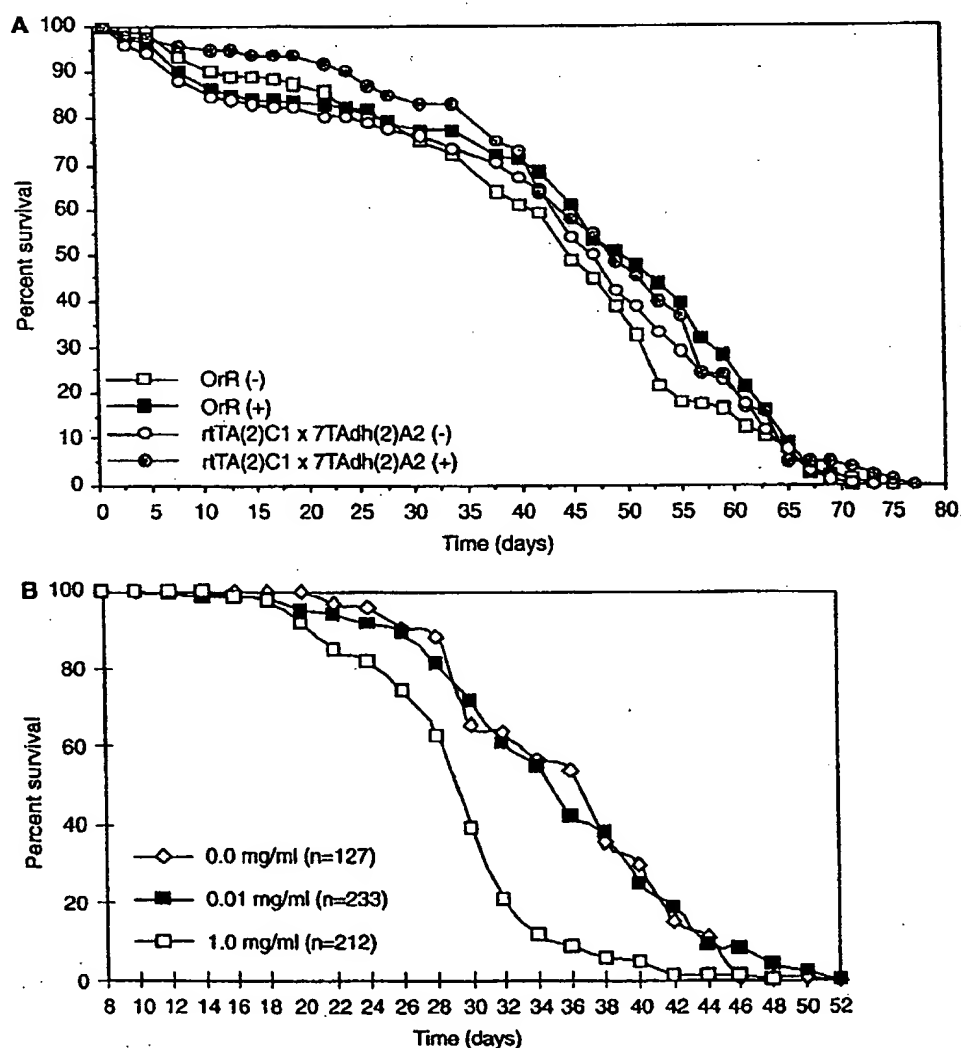 A
100
90
80
70
60
50
40
30
20
10
0
Percent survival
OrR (-)
OrR (+)
rtTA(2)C1 x 7TAdh(2)A2 (-)
rtTA(2)C1 x 7TAdh(2)A2 (+)
0 5 10 15 20 25 30 35 40 45 50 55 60 65 70 75 80
Time (days)
B
100
80
60
40
20
0
Percent survival
0.0 mg/ml (n=127)
0.01 mg/ml (n=233)
1.0 mg/ml (n=212)
8 10 12 14 16 18 20 22 24 26 28 30 32 34 36 38 40 42 44 46 48 50 52
Time (days)